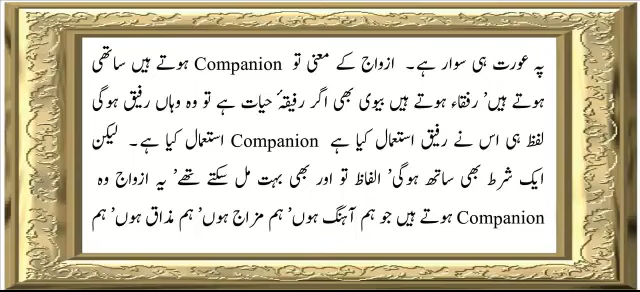 پہ عورت ہی سوار ہے۔ ازواج کے معنی تو Companion ہوتے ہیں ساتھی
ہوتے ہیں’ رفقاء ہوتے ہیں بیوی بھی اگر رفیقۂ حیات ہے تو وہ وہاں رفیق ہوگی
لفظ ہی اس نے رفیق استعمال کیا ہے Companion استعمال کیا ہے۔ لیکن
ایک شرط بھی ساتھ ہوگی’ الفاظ تو اور بھی بہت مل سکتے تھے’ یہ ازواج وہ
Companion ہوتے ہیں جو ہم آہنگ ہوں’ ہم مزاج ہوں’ ہم مذاق ہوں’ ہم